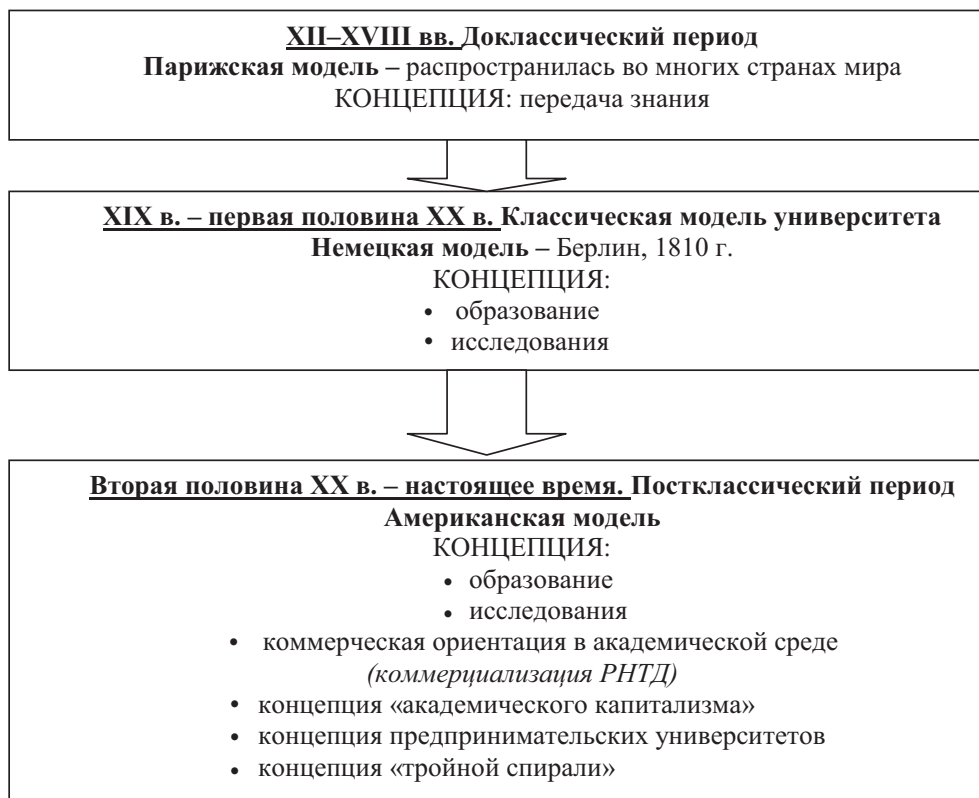 XII–XVIII вв. Доклассический период
Парижская модель – распространилась во многих странах мира
КОНЦЕПЦИЯ: передача знания
XIX в. – первая половина XX в. Классическая модель университета
Немецкая модель – Берлин, 1810 г.
КОНЦЕПЦИЯ:
• образование
• исследования
Вторая половина XX в. – настоящее время. Постклассический период
Американская модель
КОНЦЕПЦИЯ:
• образование
• исследования
• коммерческая ориентация в академической среде
(коммерциализация РНТД)
• концепция «академического капитализма»
• концепция предпринимательских университетов
• концепция «тройной спирали»